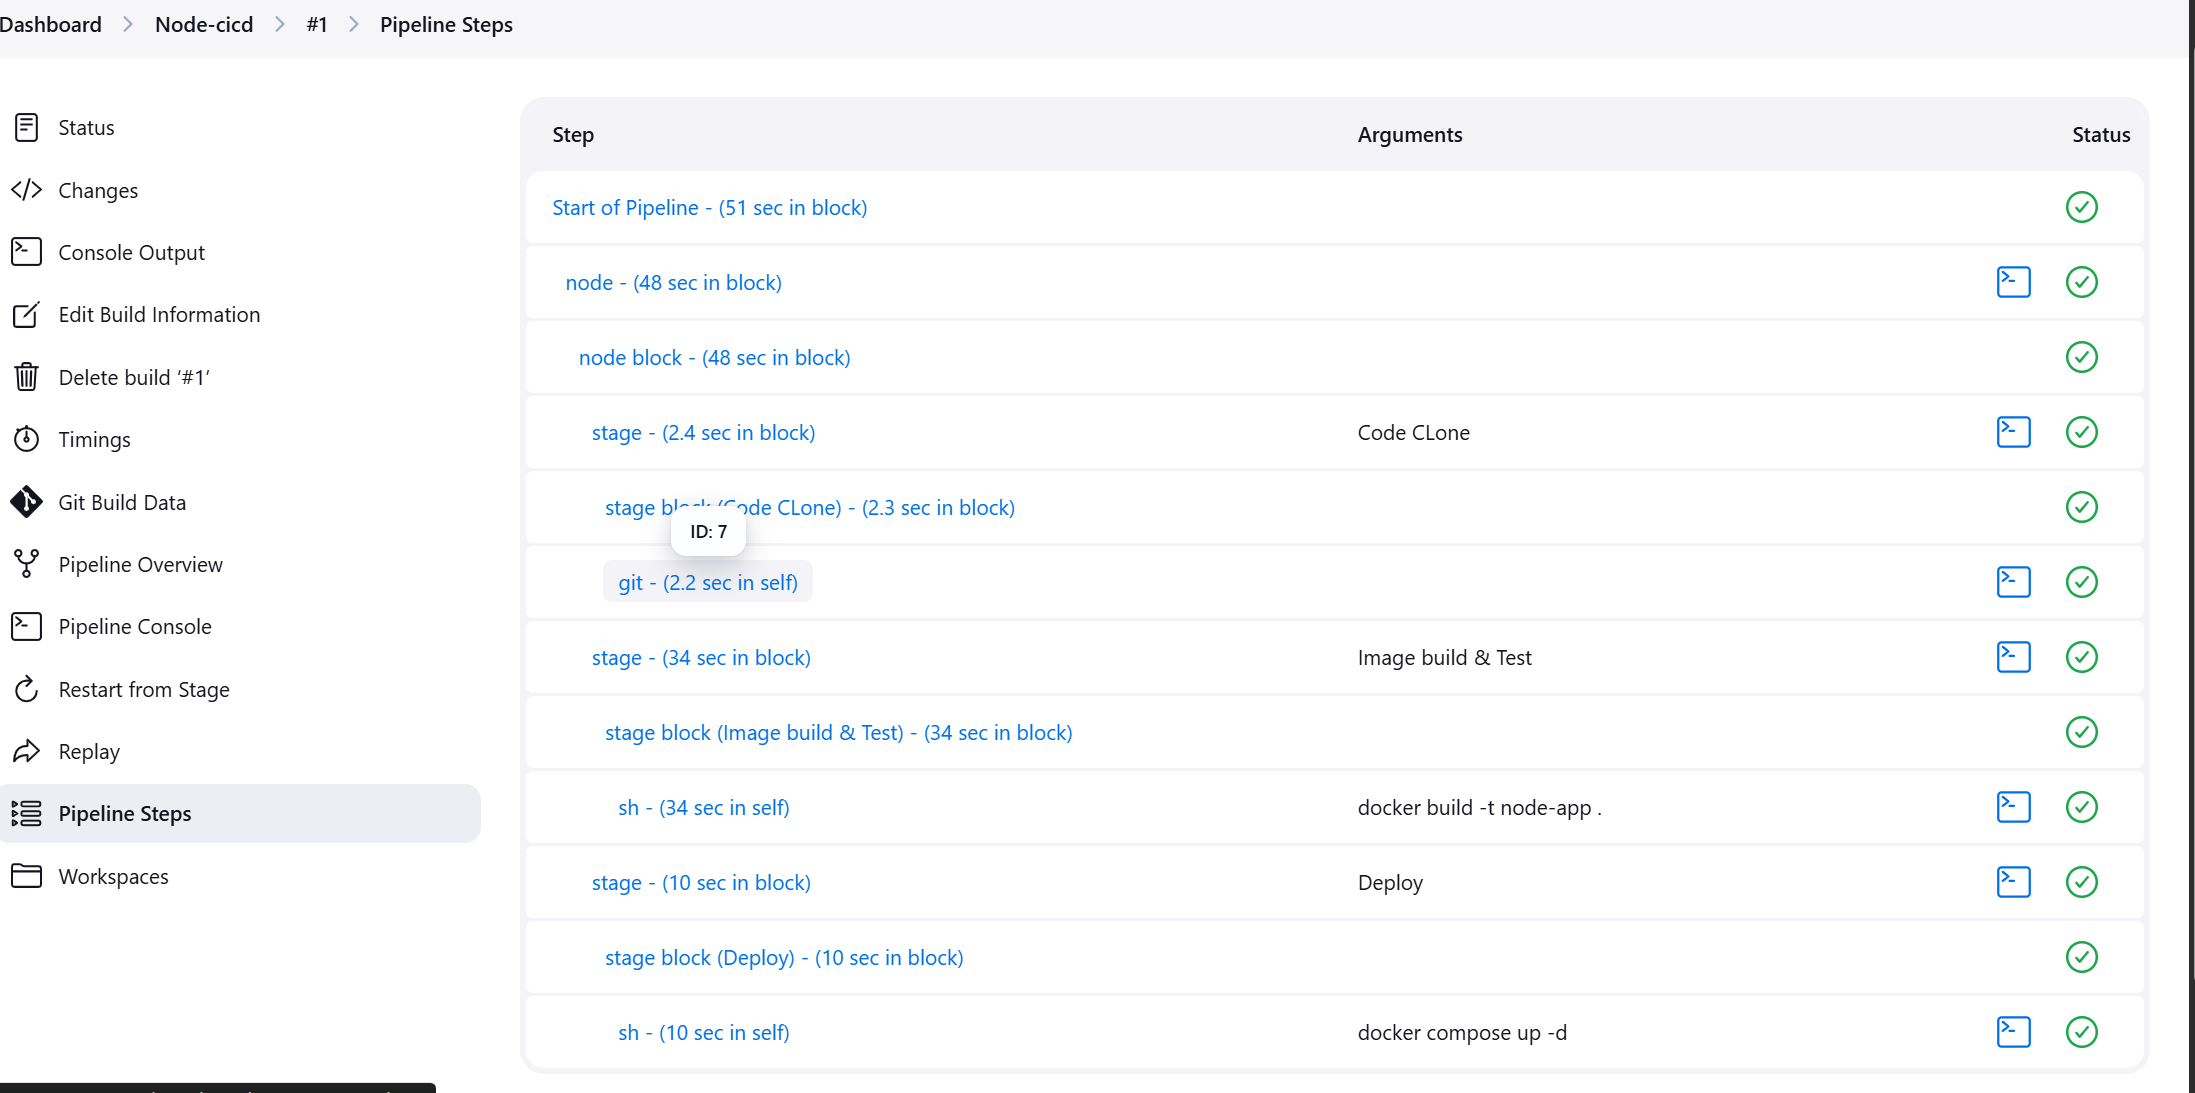 Dashboard > Node-cicd > #1 > Pipeline Steps
Status
Changes
Console Output
Edit Build Information
Delete build ‘#1’
Timings
Git Build Data
Pipeline Overview
Pipeline Console
Restart from Stage
Replay
Pipeline Steps
Workspaces
Step Arguments Status
Start of Pipeline - (51 sec in block)
node - (48 sec in block)
node block - (48 sec in block)
stage - (2.4 sec in block) Code CLone
stage block (Code CLone) - (2.3 sec in block)
ID: 7
git - (2.2 sec in self)
stage - (34 sec in block) Image build & Test
stage block (Image build & Test) - (34 sec in block)
sh - (34 sec in self) docker build -t node-app .
stage - (10 sec in block) Deploy
stage block (Deploy) - (10 sec in block)
sh - (10 sec in self) docker compose up -d